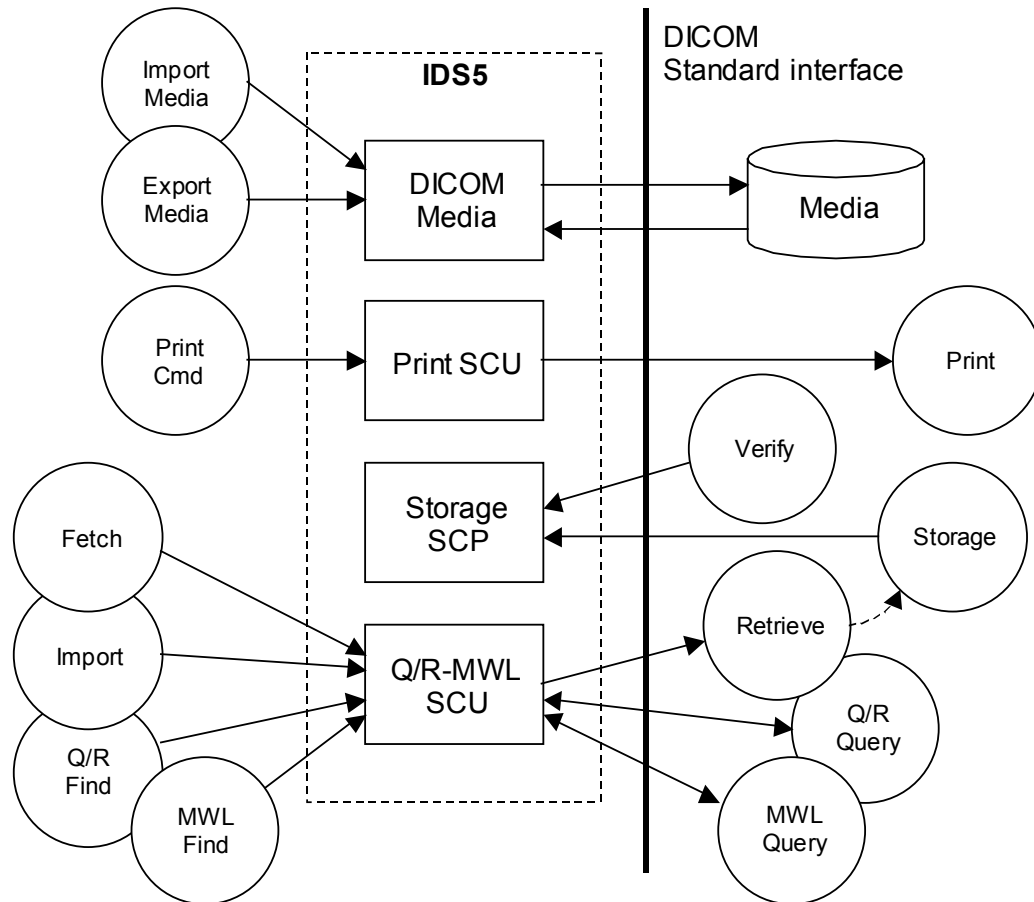 DICOM
Standard interface
IDS5
Import
Media
Export
Media
DICOM
Media
Media
Print
Cmd
Print SCU
Print
Verify
Storage
SCP
Storage
Fetch
Import
Q/R
Find
MWL
Find
Q/R-MWL
SCU
Retrieve
Q/R
Query
MWL
Query